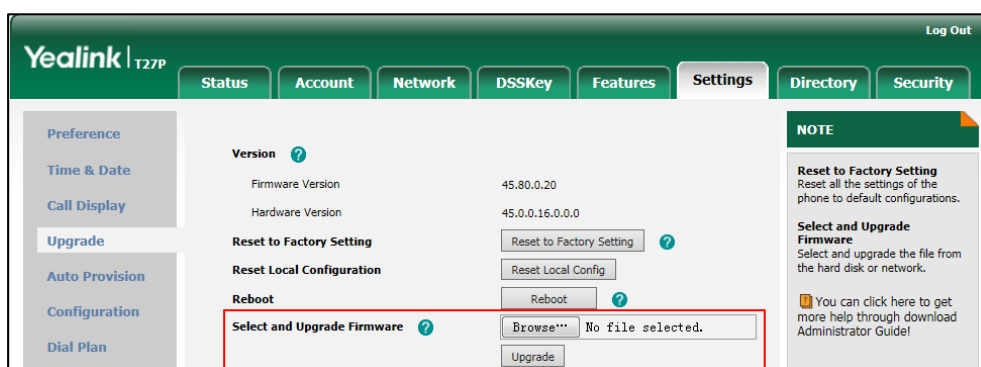 Log Out
Yealink | T27P
Status Account Network DSSKey Features Settings Directory Security
Preference
Time & Date
Call Display
Upgrade
Auto Provision
Configuration
Dial Plan
Version ?
Firmware Version 45.80.0.20
Hardware Version 45.0.0.16.0.0.0
Reset to Factory Setting Reset to Factory Setting ?
Reset Local Configuration Reset Local Config
Reboot Reboot ?
Select and Upgrade Firmware ? Browse... No file selected.
Upgrade
NOTE
Reset to Factory Setting
Reset all the settings of the
phone to default configurations.
Select and Upgrade
Firmware
Select and upgrade the file from
the hard disk or network.
? You can click here to get
more help through download
Administrator Guide!